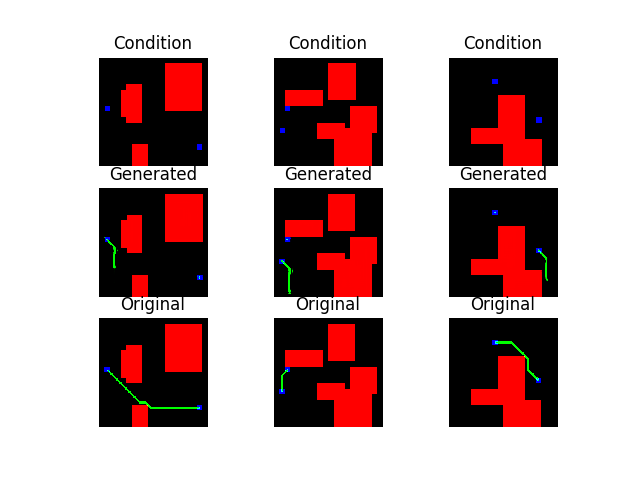 Condition Condition Condition
Generated Generated Generated
Original Original Original